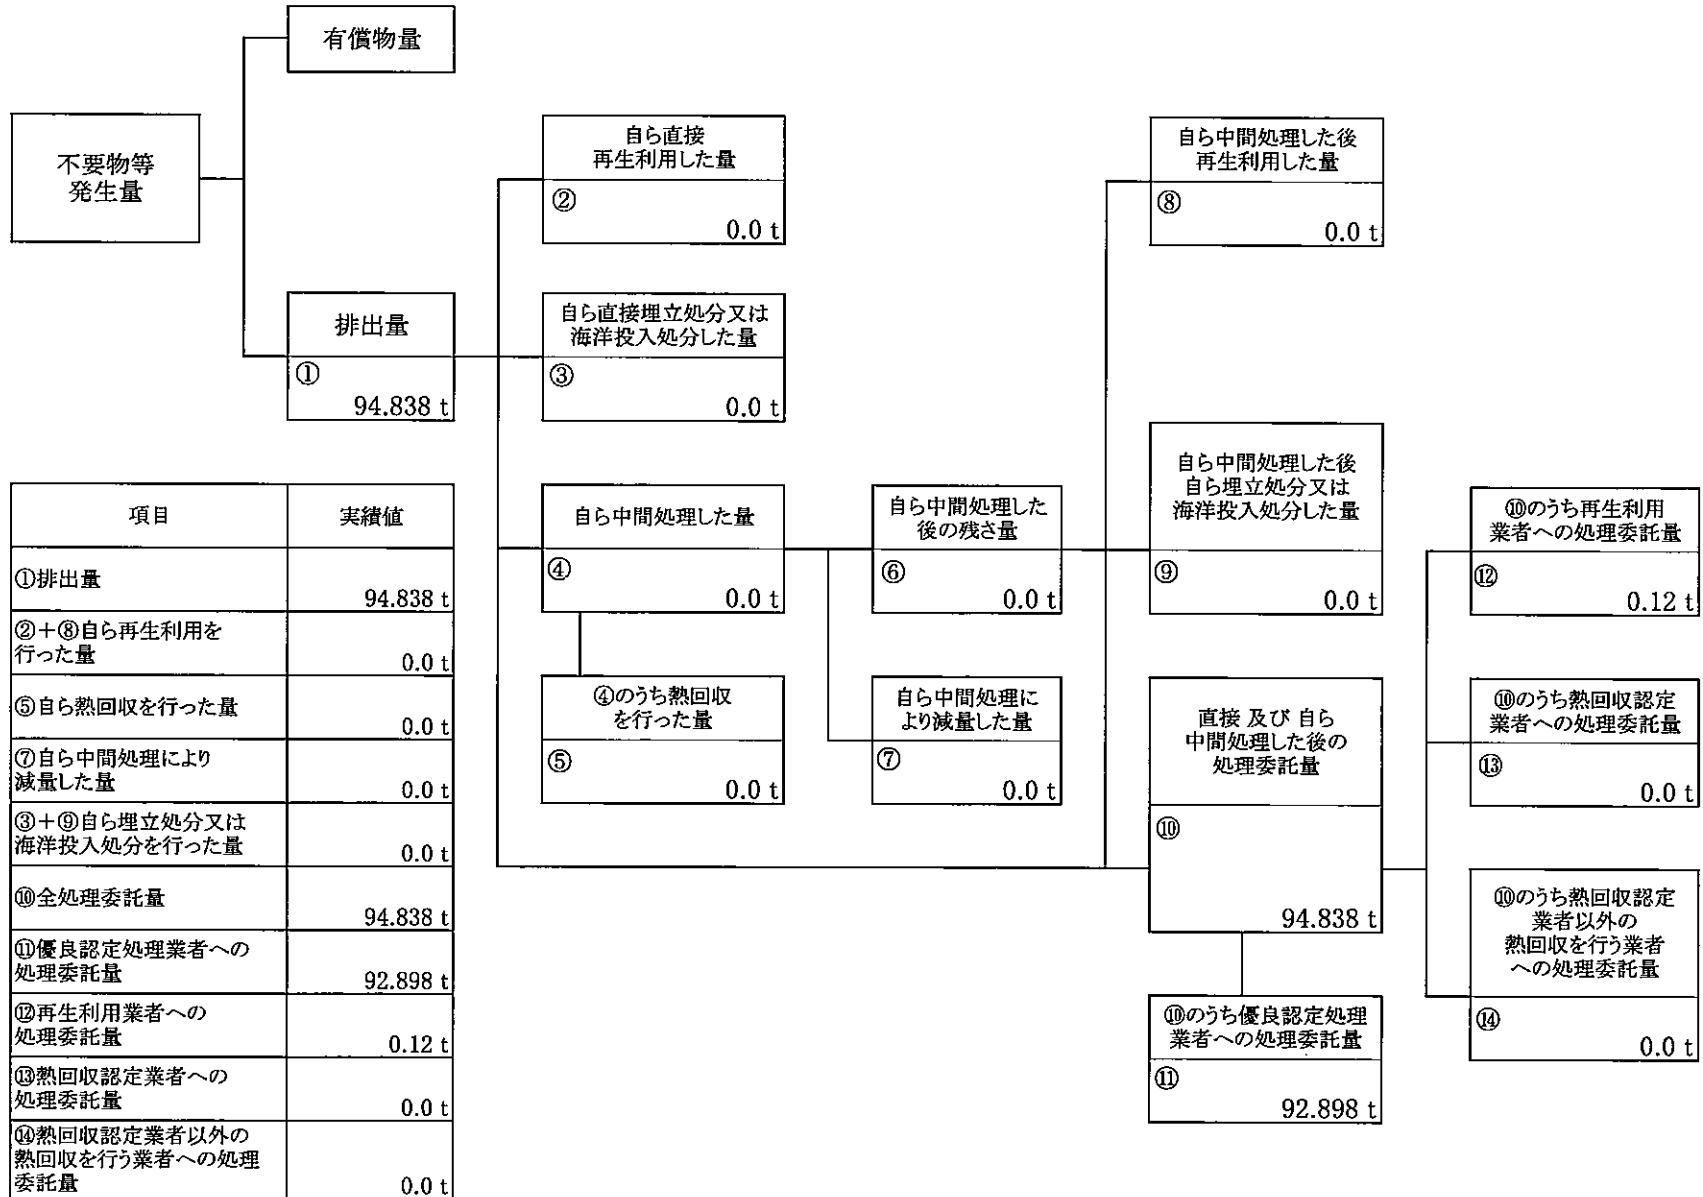 有償物量
不要物等
発生量
排出量
①
94.838 t
自ら直接
再生利用した量
②
0.0 t
自ら直接埋立処分又は
海洋投入処分した量
③
0.0 t
自ら中間処理した量
④
0.0 t
④のうち熱回収
を行った量
⑤
0.0 t
自ら中間処理した
後の残さ量
⑥
0.0 t
自ら中間処理に
より減量した量
⑦
0.0 t
自ら中間処理した後
再生利用した量
⑧
0.0 t
自ら中間処理した後
自ら埋立処分又は
海洋投入処分した量
⑨
0.0 t
直接 及び 自ら
中間処理した後の
処理委託量
⑩
94.838 t
⑩のうち優良認定処理
業者への処理委託量
⑪
92.898 t
⑩のうち再生利用
業者への処理委託量
⑫
0.12 t
⑩のうち熱回収認定
業者への処理委託量
⑬
0.0 t
⑩のうち熱回収認定
業者以外の
熱回収を行う業者
への処理委託量
⑭
0.0 t
項目 実績値
①排出量
94.838 t
②+⑧自ら再生利用を
行った量
0.0 t
⑤自ら熱回収を行った量
0.0 t
⑦自ら中間処理により
減量した量
0.0 t
③+⑨自ら埋立処分又は
海洋投入処分を行った量
0.0 t
⑩全処理委託量
94.838 t
⑪優良認定処理業者への
処理委託量
92.898 t
⑫再生利用業者への
処理委託量
0.12 t
⑬熱回収認定業者への
処理委託量
0.0 t
⑭熱回収認定業者以外の
熱回収を行う業者への処理
委託量
0.0 t